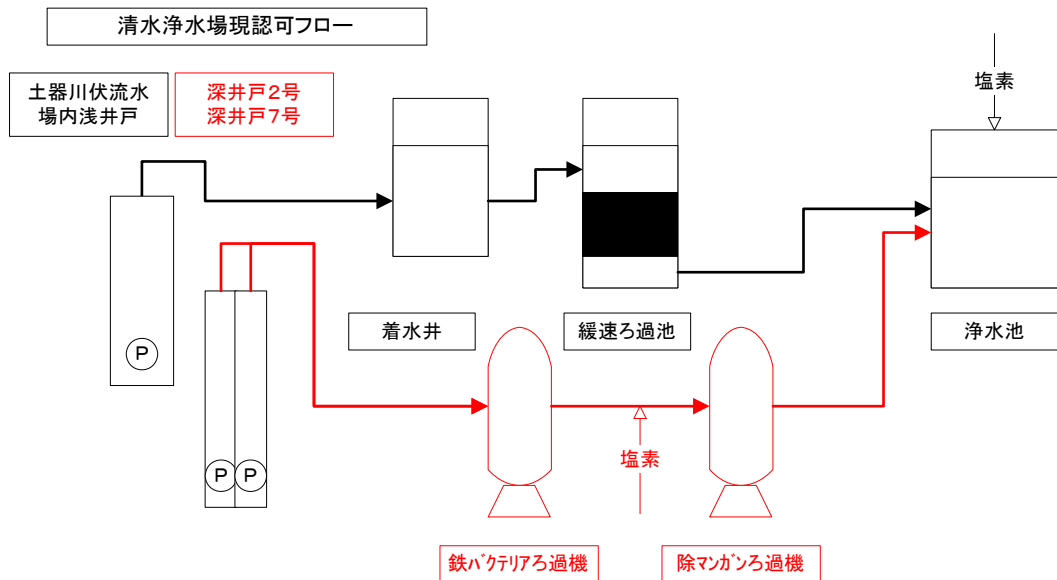 清水浄水場現認可フロー
土器川伏流水
場内浅井戸
深井戸2号
深井戸7号
塩素
P
P
P
着水井
緩速ろ過池
浄水池
塩素
鉄ﾊﾞｸﾃﾘｱろ過機
除ﾏﾝｶﾞﾝろ過機